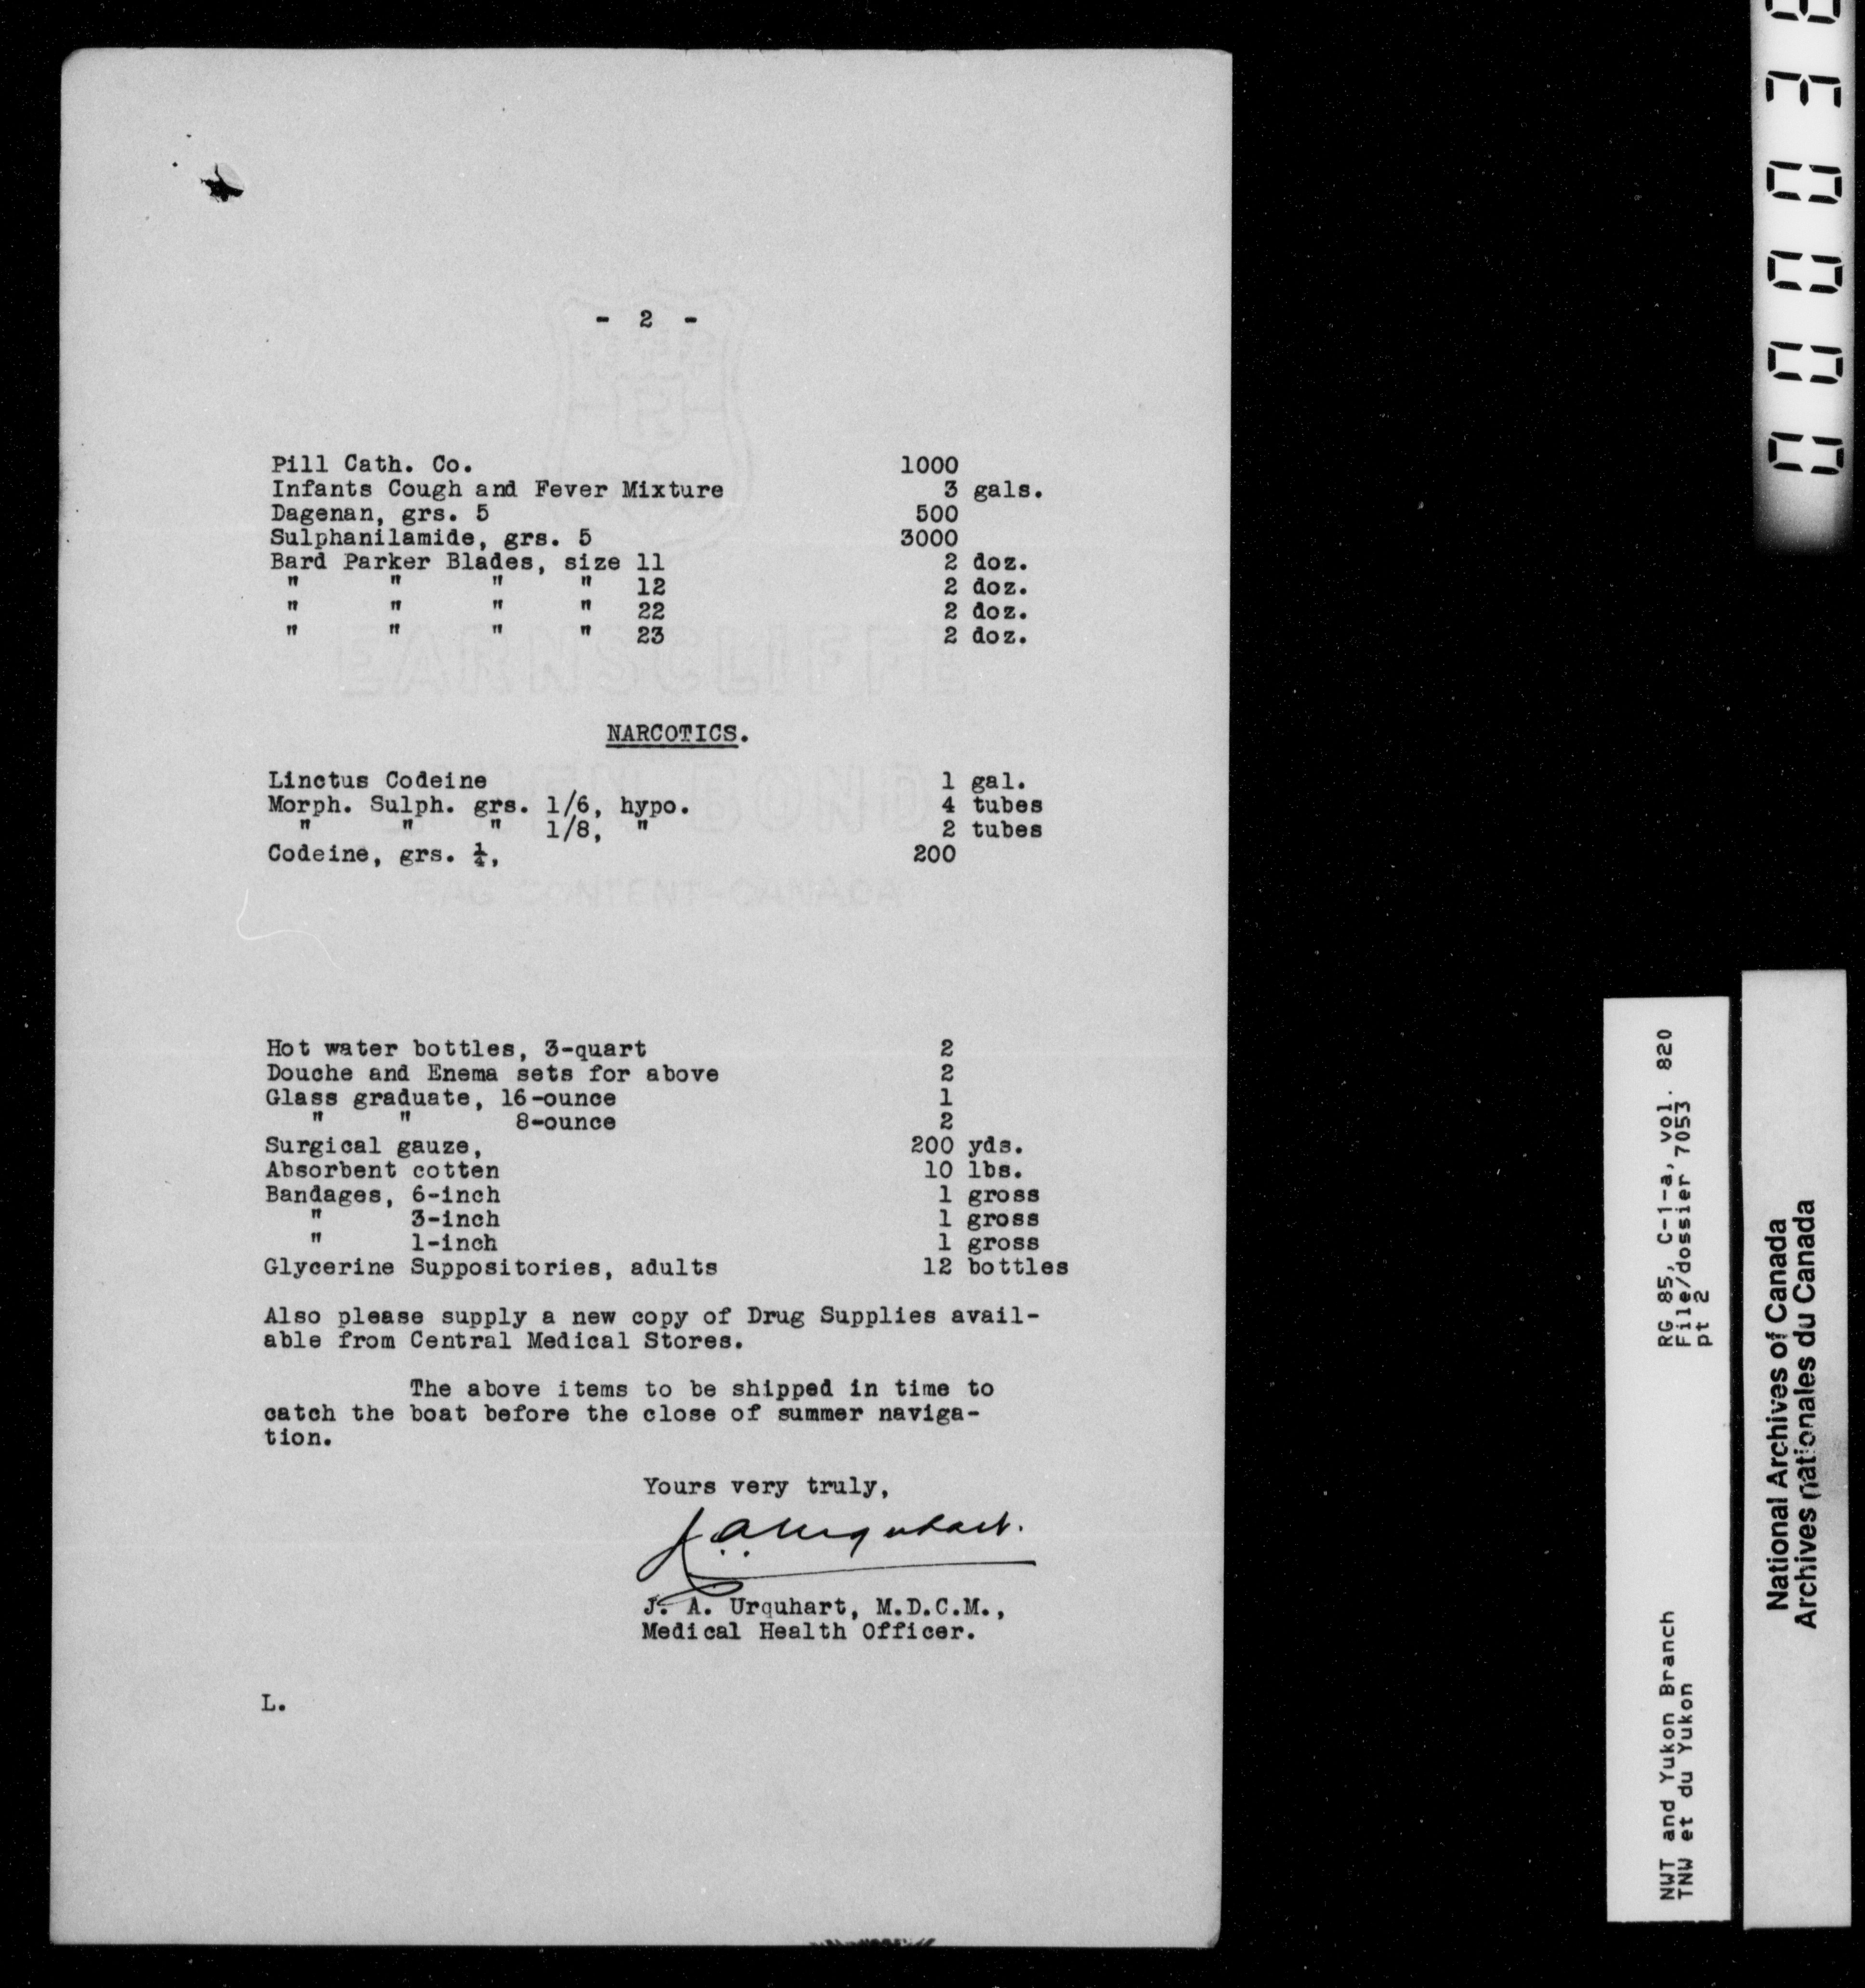 - 2 -
Pill Cath. Co. 1000
Infants Cough and Fever Mixture 3 gals.
Dagenan, grs. 5 500
Sulphanilamide, grs. 5 3000
Bard Parker Blades, size 11 2 doz.
" " " " 12 2 doz.
" " " " 22 2 doz.
" " " " 23 2 doz.
EARNSCLIFFE
LINEN BOND
RAG CONTENT-CANADA
NARCOTICS.
Linctus Codeine 1 gal.
Morph. Sulph. grs. 1/6, hypo. 4 tubes
" " " 1/8, " 2 tubes
Codeine, grs. ¼, 200
Hot water bottles, 3-quart 2
Douche and Enema sets for above 2
Glass graduate, 16-ounce 1
" " 8-ounce 2
Surgical gauze, 200 yds.
Absorbent cotten 10 lbs.
Bandages, 6-inch 1 gross
" 3-inch 1 gross
" 1-inch 1 gross
Glycerine Suppositories, adults 12 bottles
Also please supply a new copy of Drug Supplies avail-
able from Central Medical Stores.
The above items to be shipped in time to
catch the boat before the close of summer naviga-
tion.
Yours very truly,
J. A. Urquhart.
J. A. Urquhart, M.D.C.M.,
Medical Health Officer.
L.
NWT and Yukon Branch
TNW et du Yukon
RG 85, C-1-a, vol. 820
File/dossier 7053
pt 2
National Archives of Canada
Archives nationales du Canada